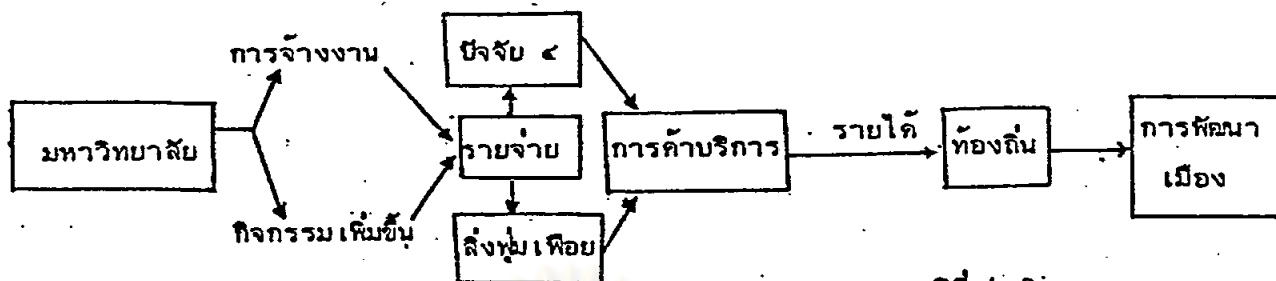 การจ้างงาน
ปัจจัย ๔
มหาวิทยาลัย
รายจ่าย
การค้าบริการ
รายได้
ท้องถิ่น
การพัฒนา
เมือง
กิจกรรมเพิ่มขึ้น
สิ่งฟุ่มเฟือย